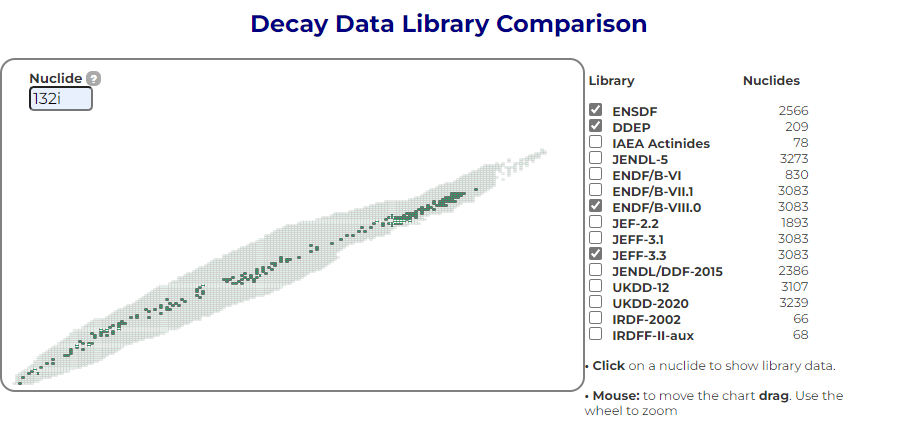 Decay Data Library Comparison
Nuclide ?
132i
Library Nuclides
ENSDF 2566
DDEP 209
IAEA Actinides 78
JENDL-5 3273
ENDF/B-VI 830
ENDF/B-VII.1 3083
ENDF/B-VIII.0 3083
JEF-2.2 1893
JEFF-3.1 3083
JEFF-3.3 3083
JENDL/DDF-2015 2386
UKDD-12 3107
UKDD-2020 3239
IRDF-2002 66
IRDFF-II-aux 68
• Click on a nuclide to show library data.
• Mouse: to move the chart drag. Use the
wheel to zoom